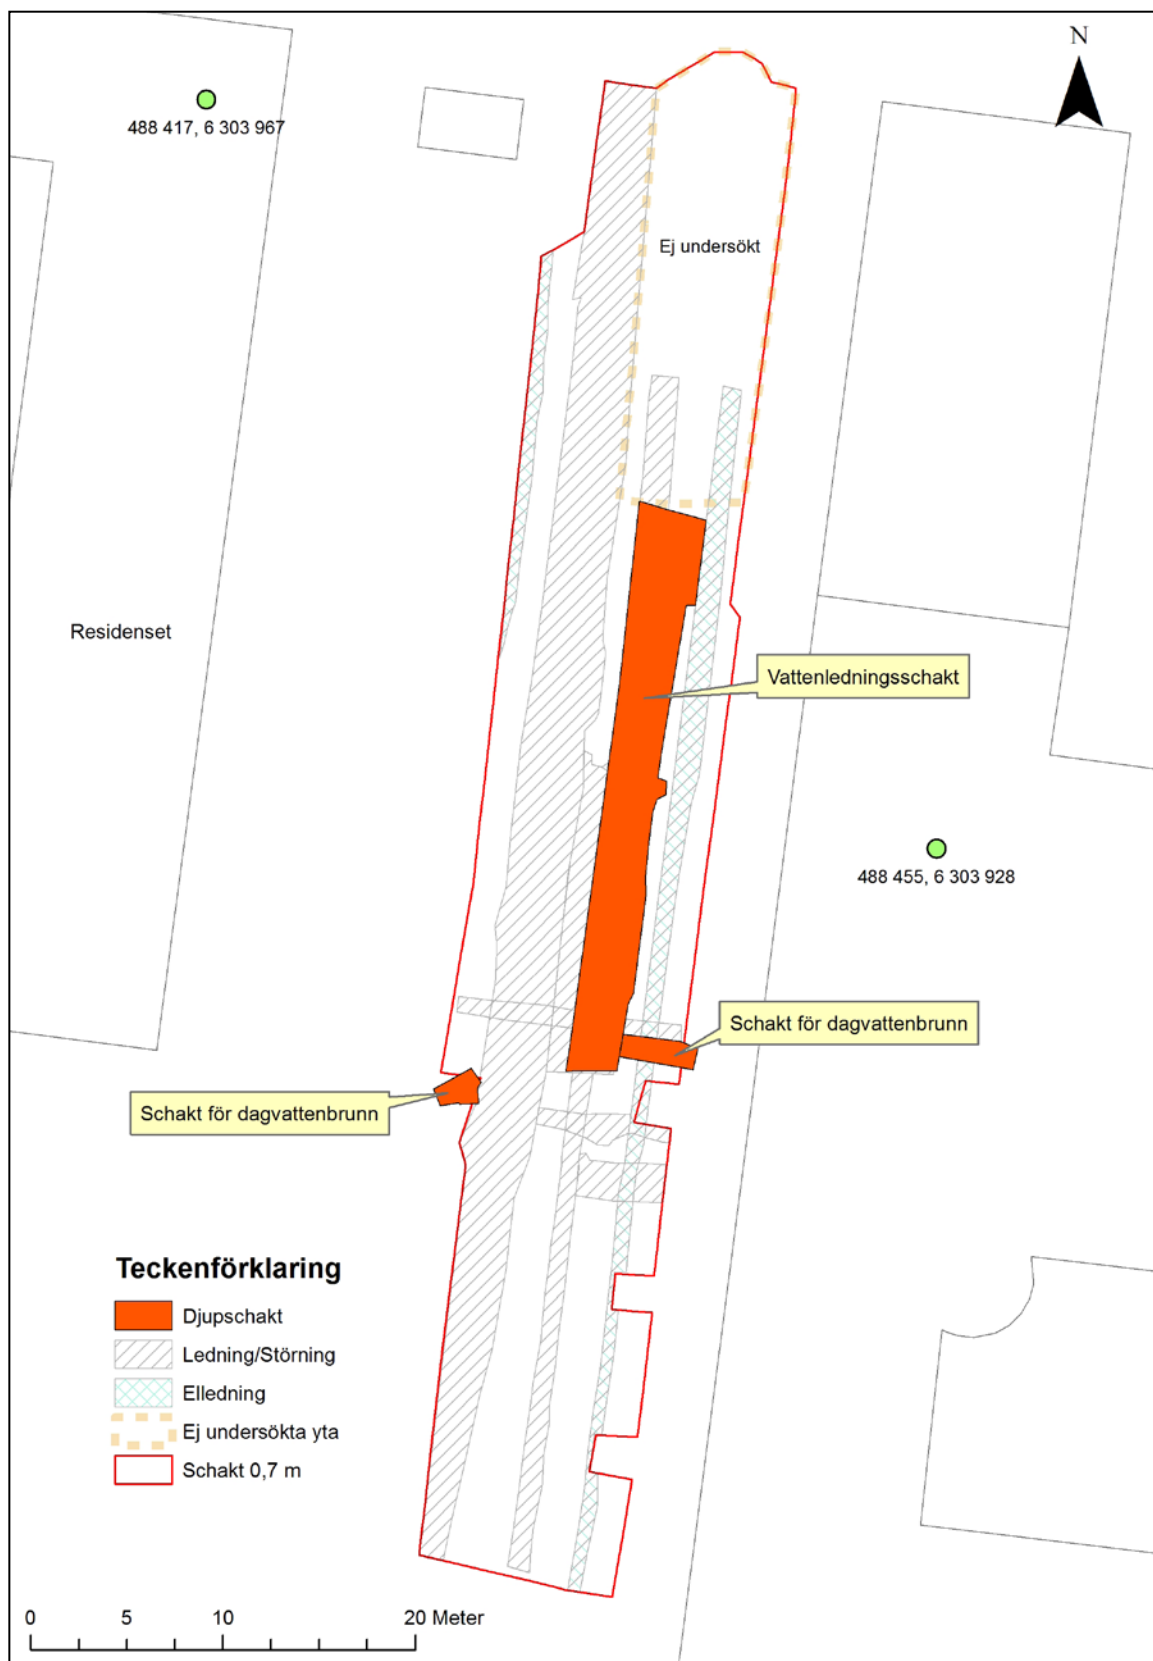 N
488 417, 6 303 967
Ej undersökt
Residenset
Vattenledningsschakt
488 455, 6 303 928
Schakt för dagvattenbrunn
Schakt för dagvattenbrunn
Teckenförklaring
Djupschakt
Ledning/Störning
Elledning
Ej undersökta yta
Schakt 0,7 m
0 5 10 20 Meter